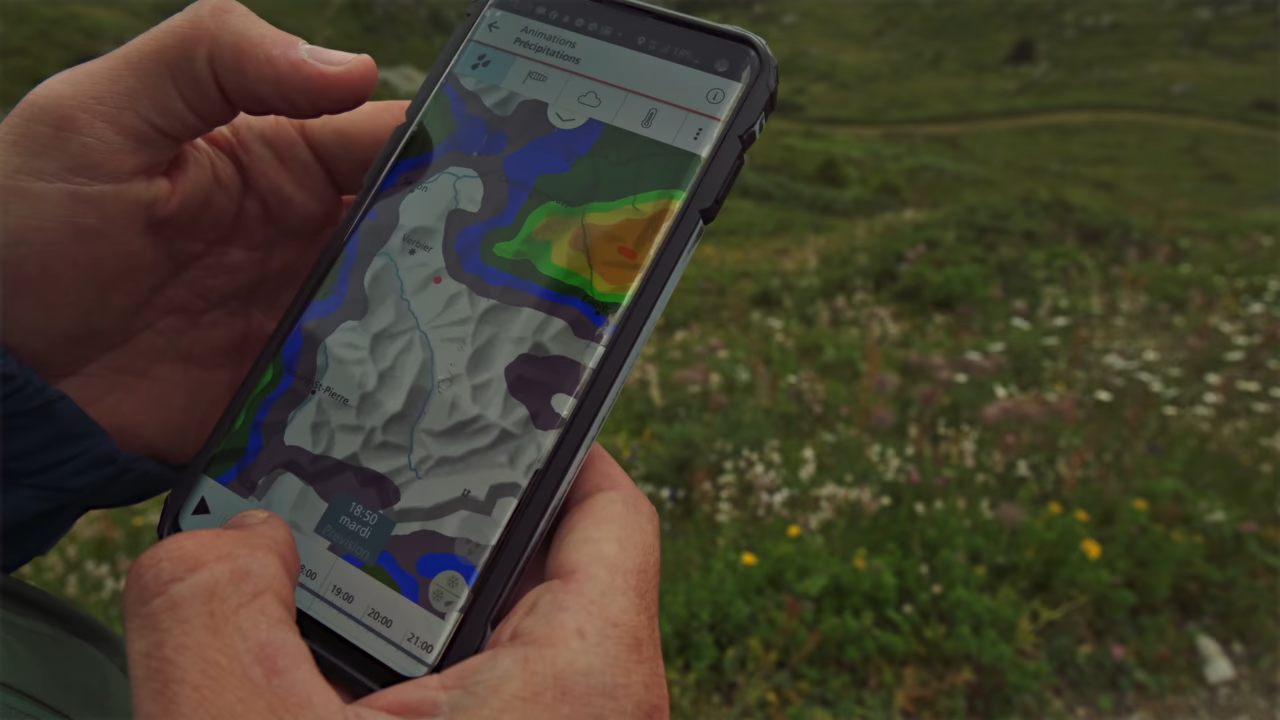 Animations
Précipitations
Verbier
St-Pierre
18:50
mardi
Prévision
19:00
20:00
21:00